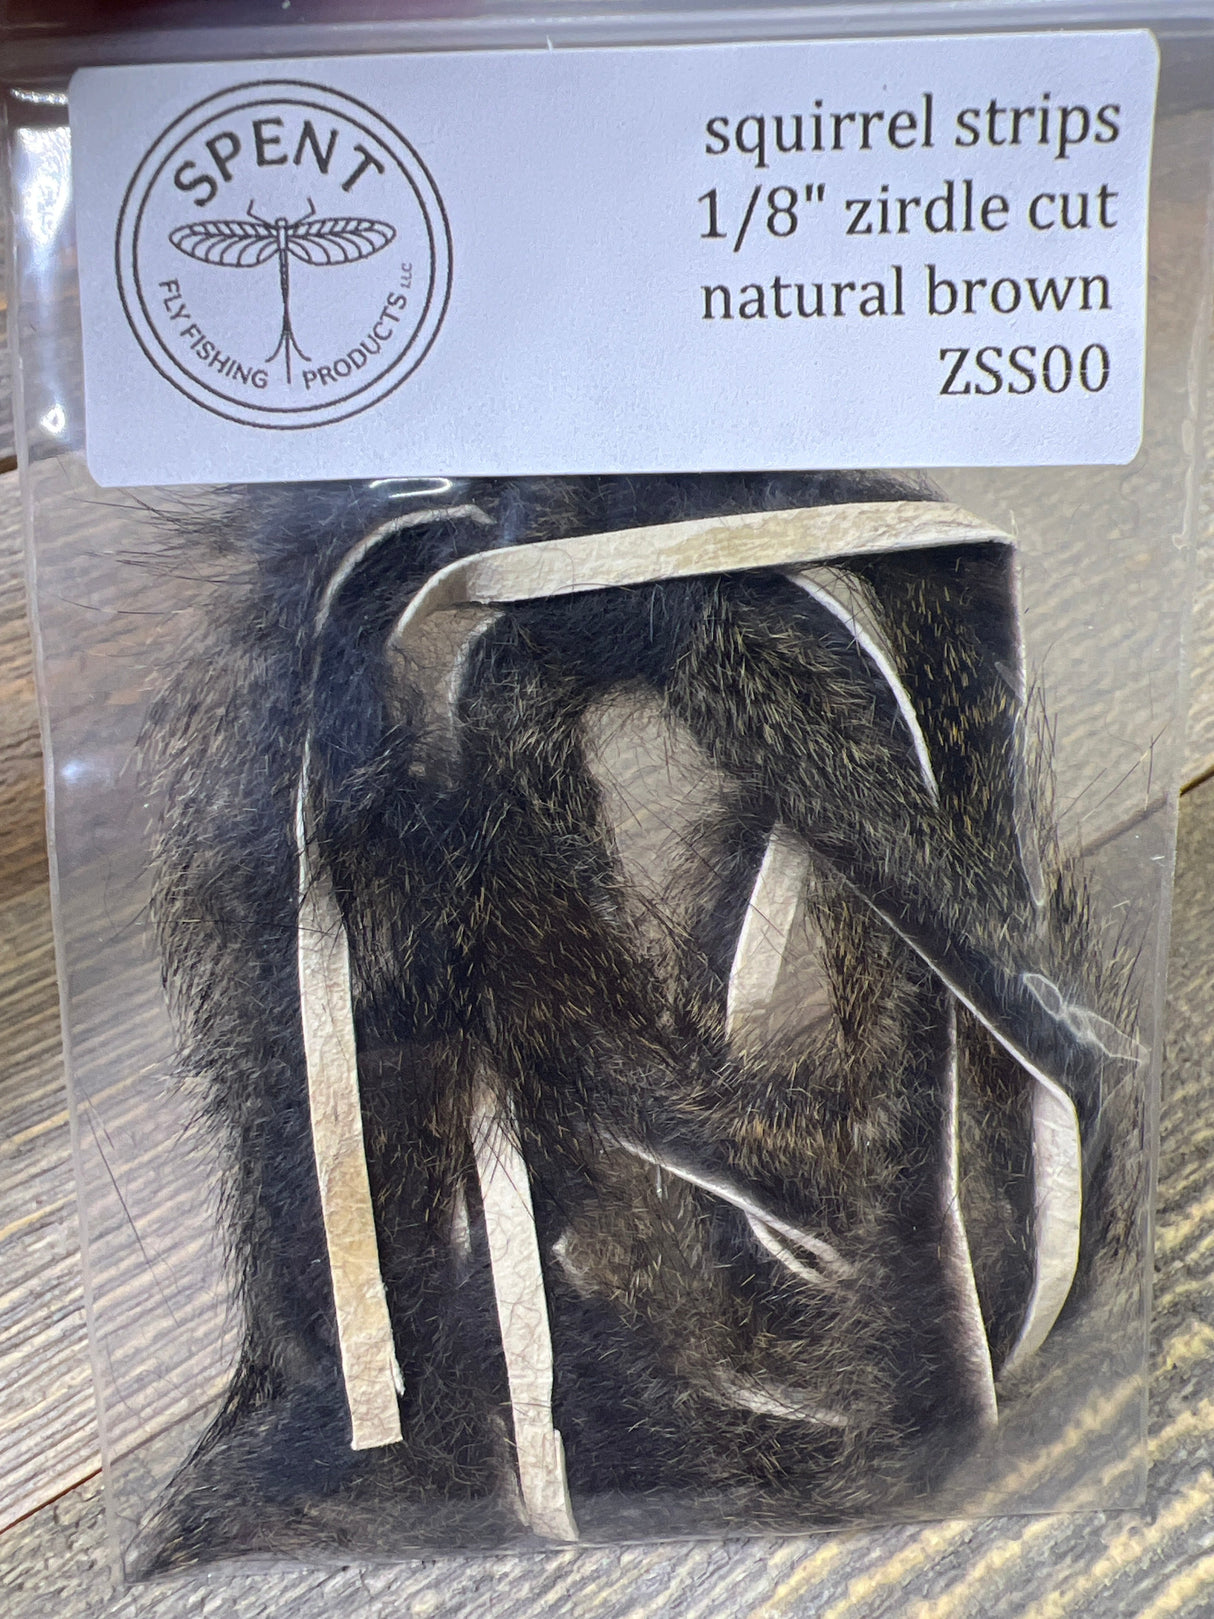 SPENT
FLY FISHING PRODUCTS LLC
squirrel strips
1/8" zirdle cut
natural brown
ZSS00